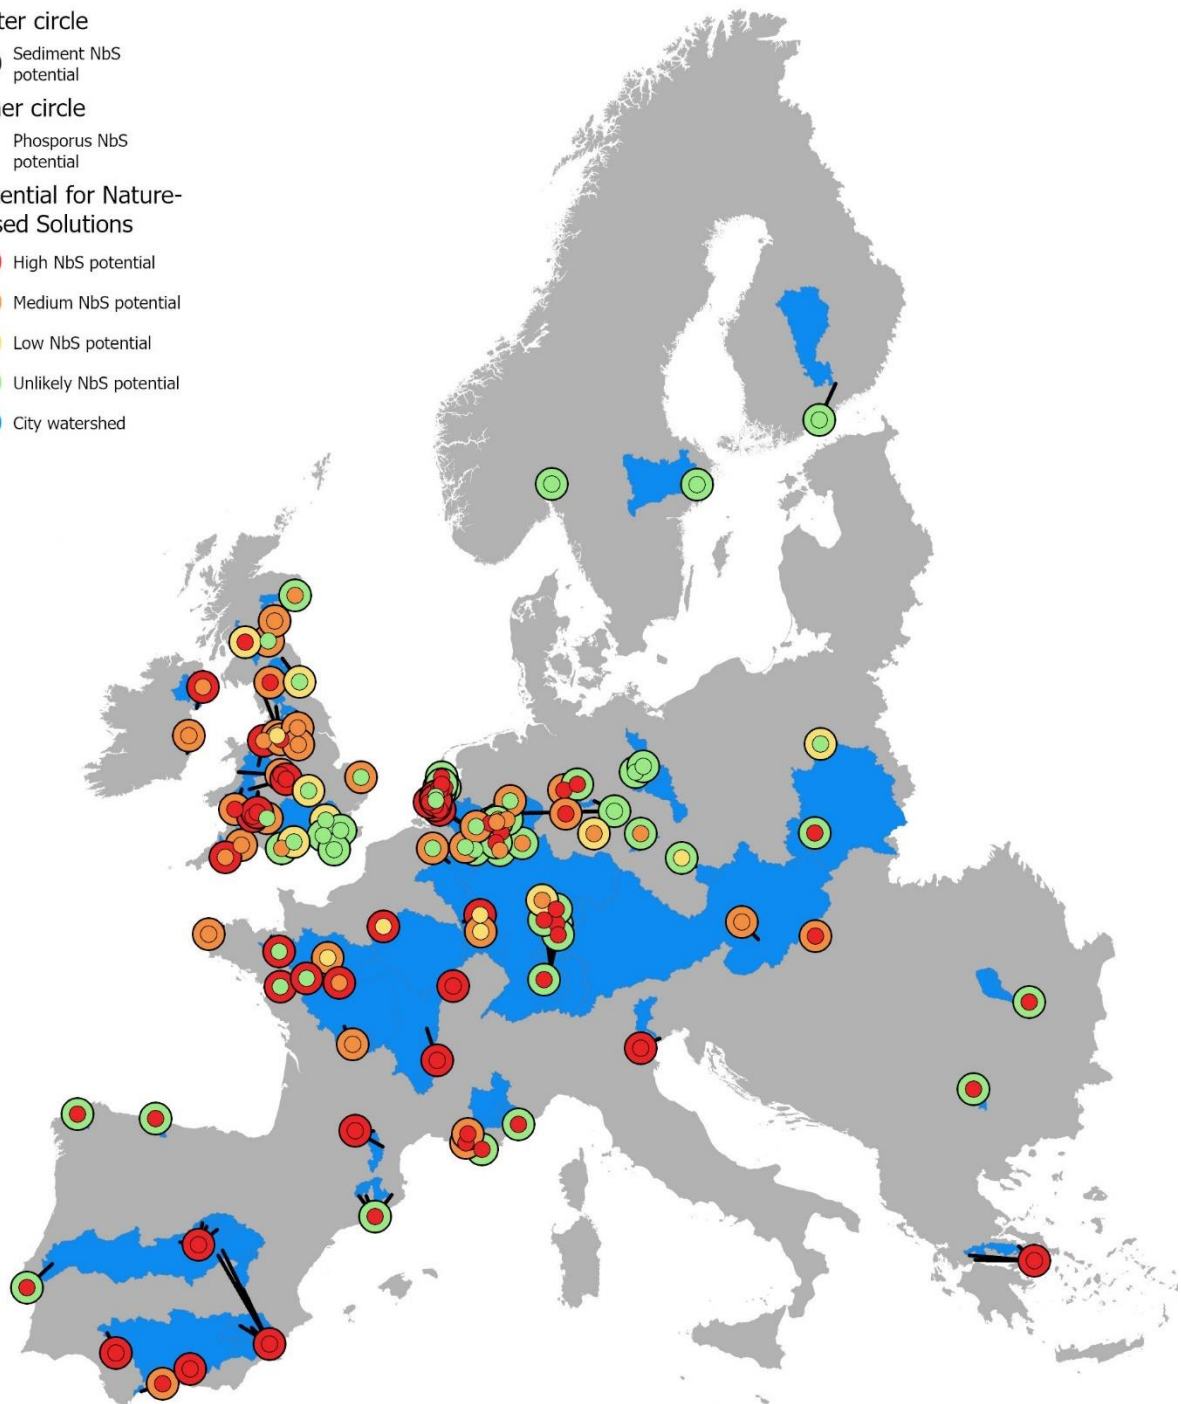 ter circle
Sediment NbS
potential
er circle
Phosporus NbS
potential
ential for Nature-
sed Solutions
High NbS potential
Medium NbS potential
Low NbS potential
Unlikely NbS potential
City watershed